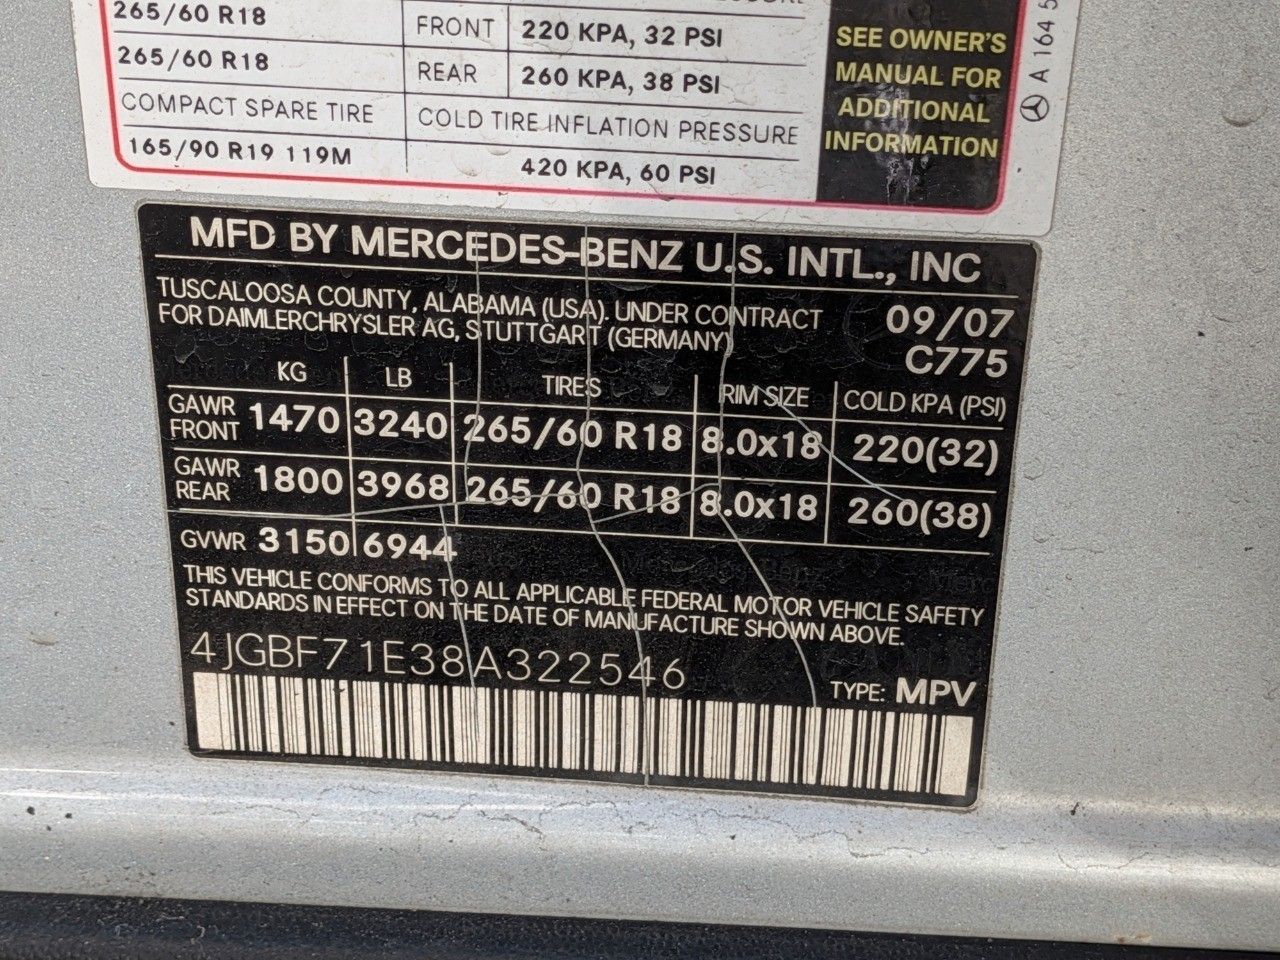 265/60 R18 FRONT 220 KPA, 32 PSI
265/60 R18 REAR 260 KPA, 38 PSI
COMPACT SPARE TIRE COLD TIRE INFLATION PRESSURE
165/90 R19 119M 420 KPA, 60 PSI
SEE OWNER'S
MANUAL FOR
ADDITIONAL
INFORMATION
A 164 5
MFD BY MERCEDES-BENZ U.S. INTL., INC
TUSCALOOSA COUNTY, ALABAMA (USA). UNDER CONTRACT
FOR DAIMLERCHRYSLER AG, STUTTGART (GERMANY)
09/07
C775
KG LB TIRES RIM SIZE COLD KPA (PSI)
GAWR FRONT 1470 3240 265/60 R18 8.0x18 220(32)
GAWR REAR 1800 3968 265/60 R18 8.0x18 260(38)
GVWR 3150 6944
THIS VEHICLE CONFORMS TO ALL APPLICABLE FEDERAL MOTOR VEHICLE SAFETY
STANDARDS IN EFFECT ON THE DATE OF MANUFACTURE SHOWN ABOVE.
4JGBF71E38A322546
TYPE: MPV